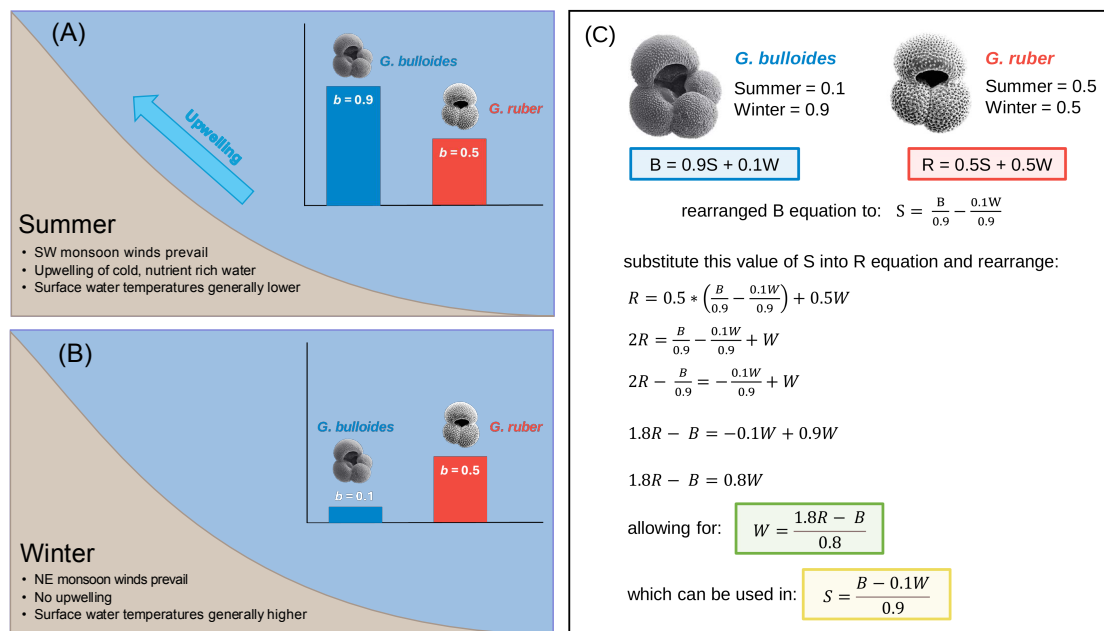 (A)
G. bulloides
b = 0.9
G. ruber
b = 0.5
Upwelling
Summer
• SW monsoon winds prevail
• Upwelling of cold, nutrient rich water
• Surface water temperatures generally lower
(B)
G. bulloides
G. ruber
b = 0.1
b = 0.5
Winter
• NE monsoon winds prevail
• No upwelling
• Surface water temperatures generally higher
(C)
G. bulloides
Summer = 0.1
Winter = 0.9
G. ruber
Summer = 0.5
Winter = 0.5
B = 0.9S + 0.1W
R = 0.5S + 0.5W
rearranged B equation to: S = B/0.9 − 0.1W/0.9
substitute this value of S into R equation and rearrange:
R = 0.5 * (B/0.9 − 0.1W/0.9) + 0.5W
2R = B/0.9 − 0.1W/0.9 + W
2R − B/0.9 = −0.1W/0.9 + W
1.8R − B = −0.1W + 0.9W
1.8R − B = 0.8W
allowing for: W = (1.8R − B)/0.8
which can be used in: S = (B − 0.1W)/0.9